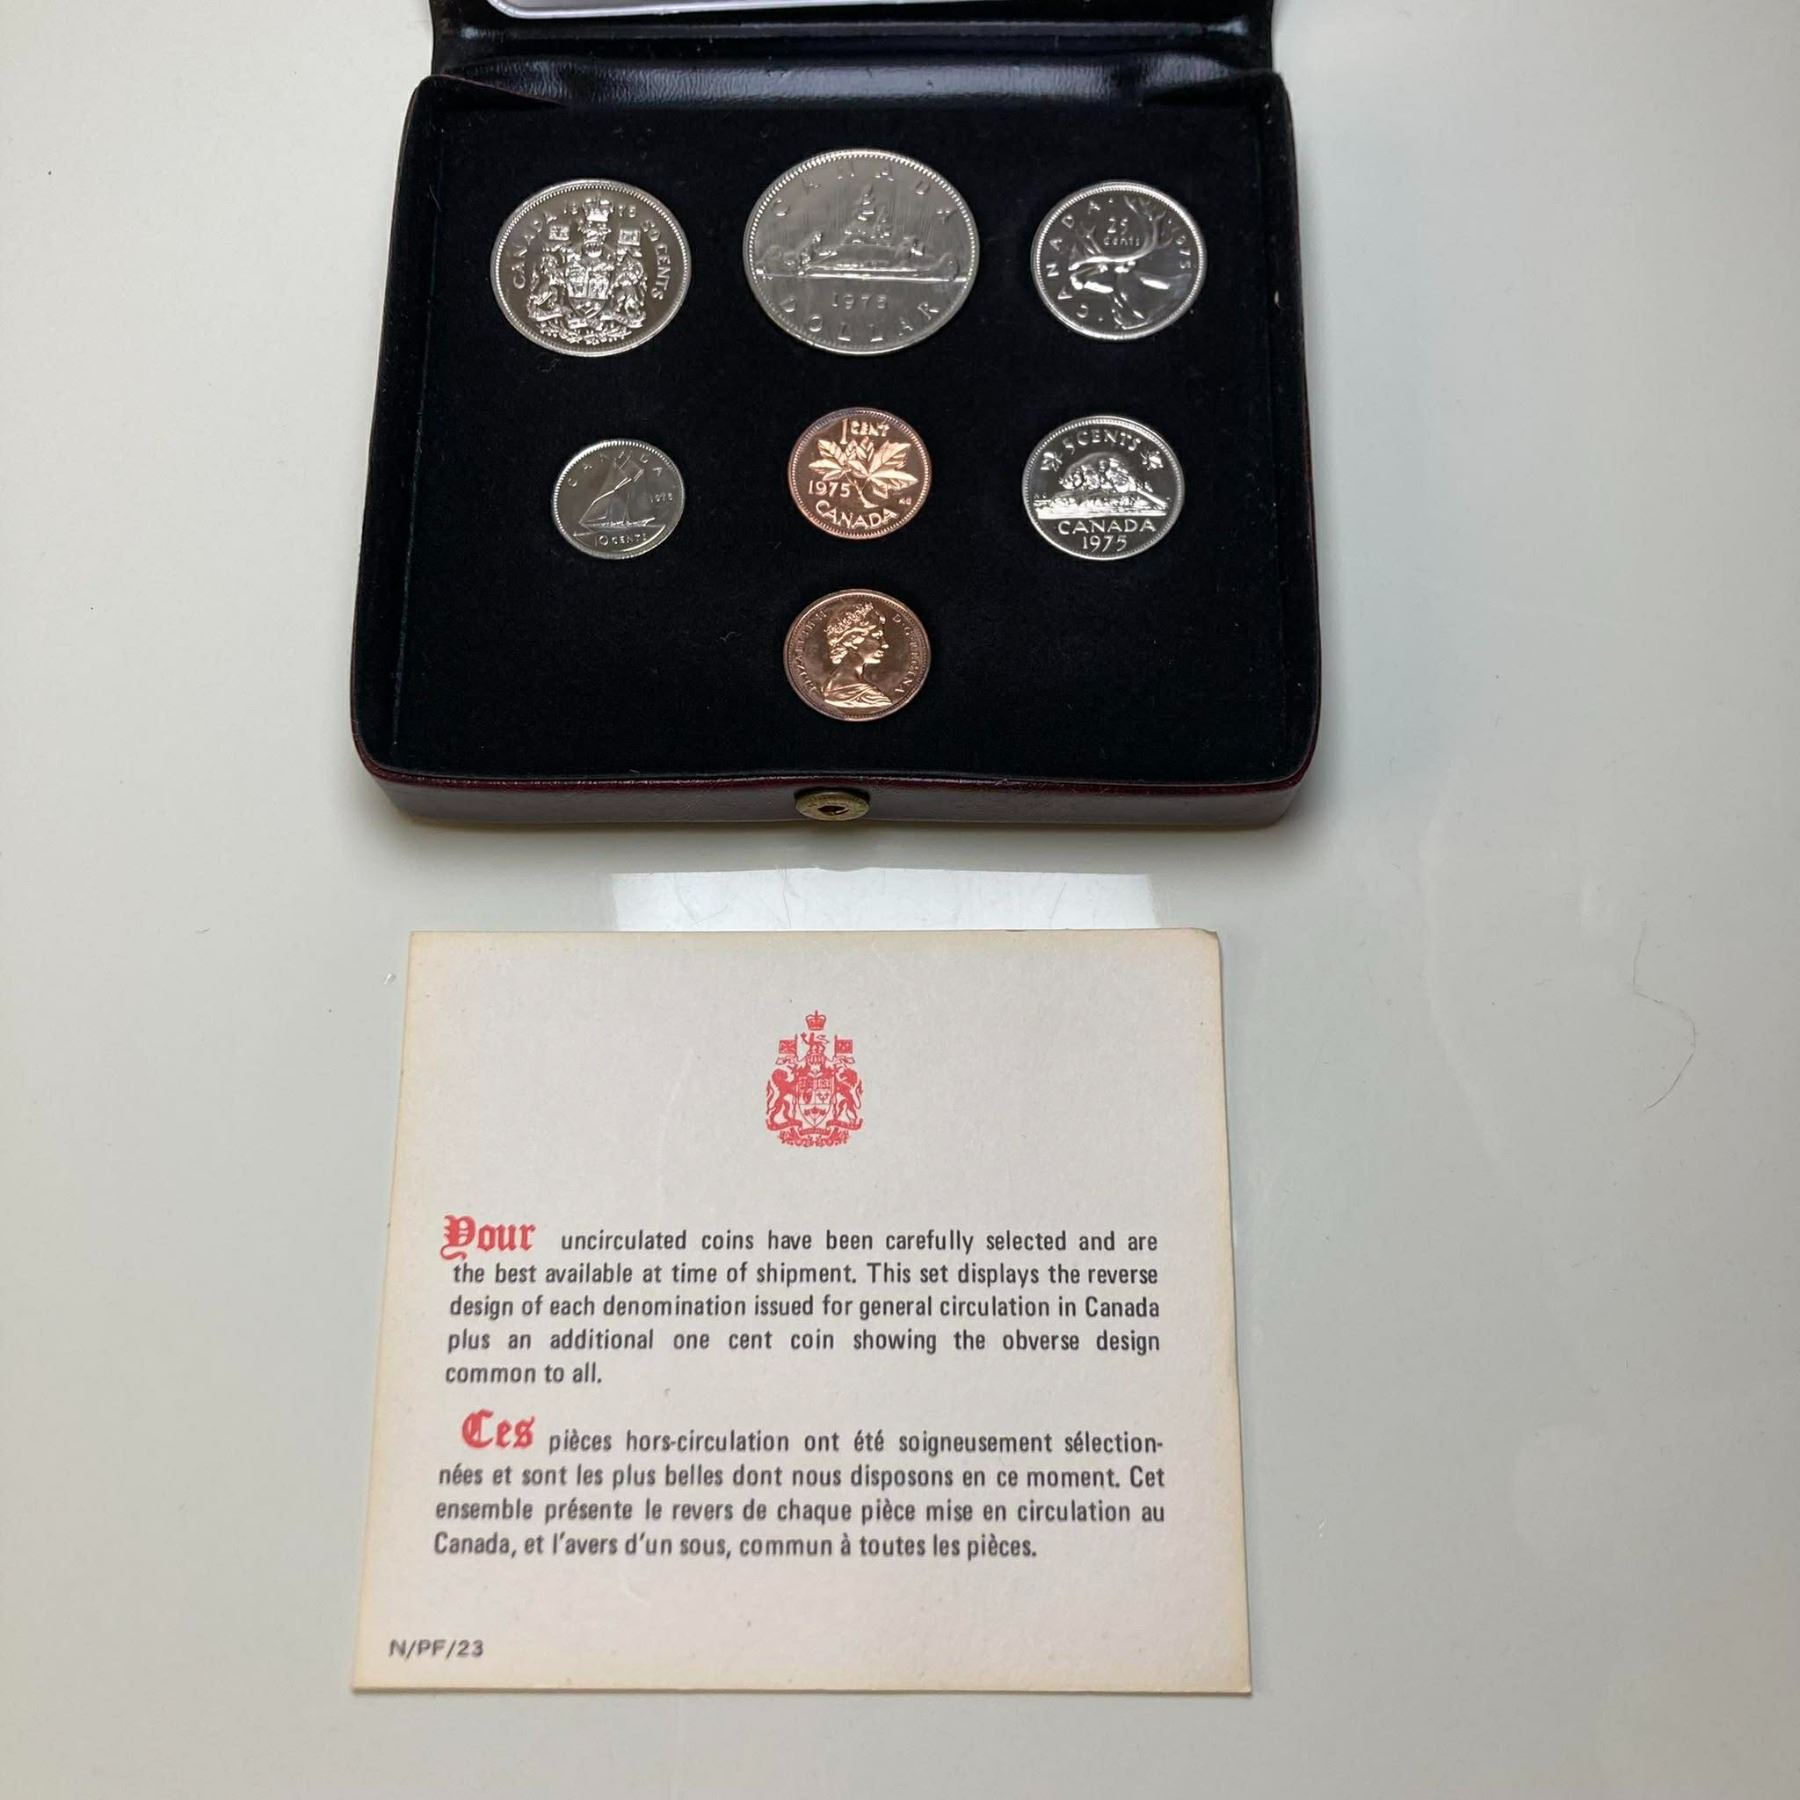 CANADA 1975 50 CENTS
CANADA
1975
DOLLAR
CANADA
25
cents
1975
CANADA
1975
10 CENTS
1 CENT
1975
CANADA
5 CENTS
CANADA
1975
ELIZABETH II D·G·REGINA
Your uncirculated coins have been carefully selected and are
the best available at time of shipment. This set displays the reverse
design of each denomination issued for general circulation in Canada
plus an additional one cent coin showing the obverse design
common to all.
Ces pièces hors-circulation ont été soigneusement sélection-
nées et sont les plus belles dont nous disposons en ce moment. Cet
ensemble présente le revers de chaque pièce mise en circulation au
Canada, et l'avers d'un sous, commun à toutes les pièces.
N/PF/23